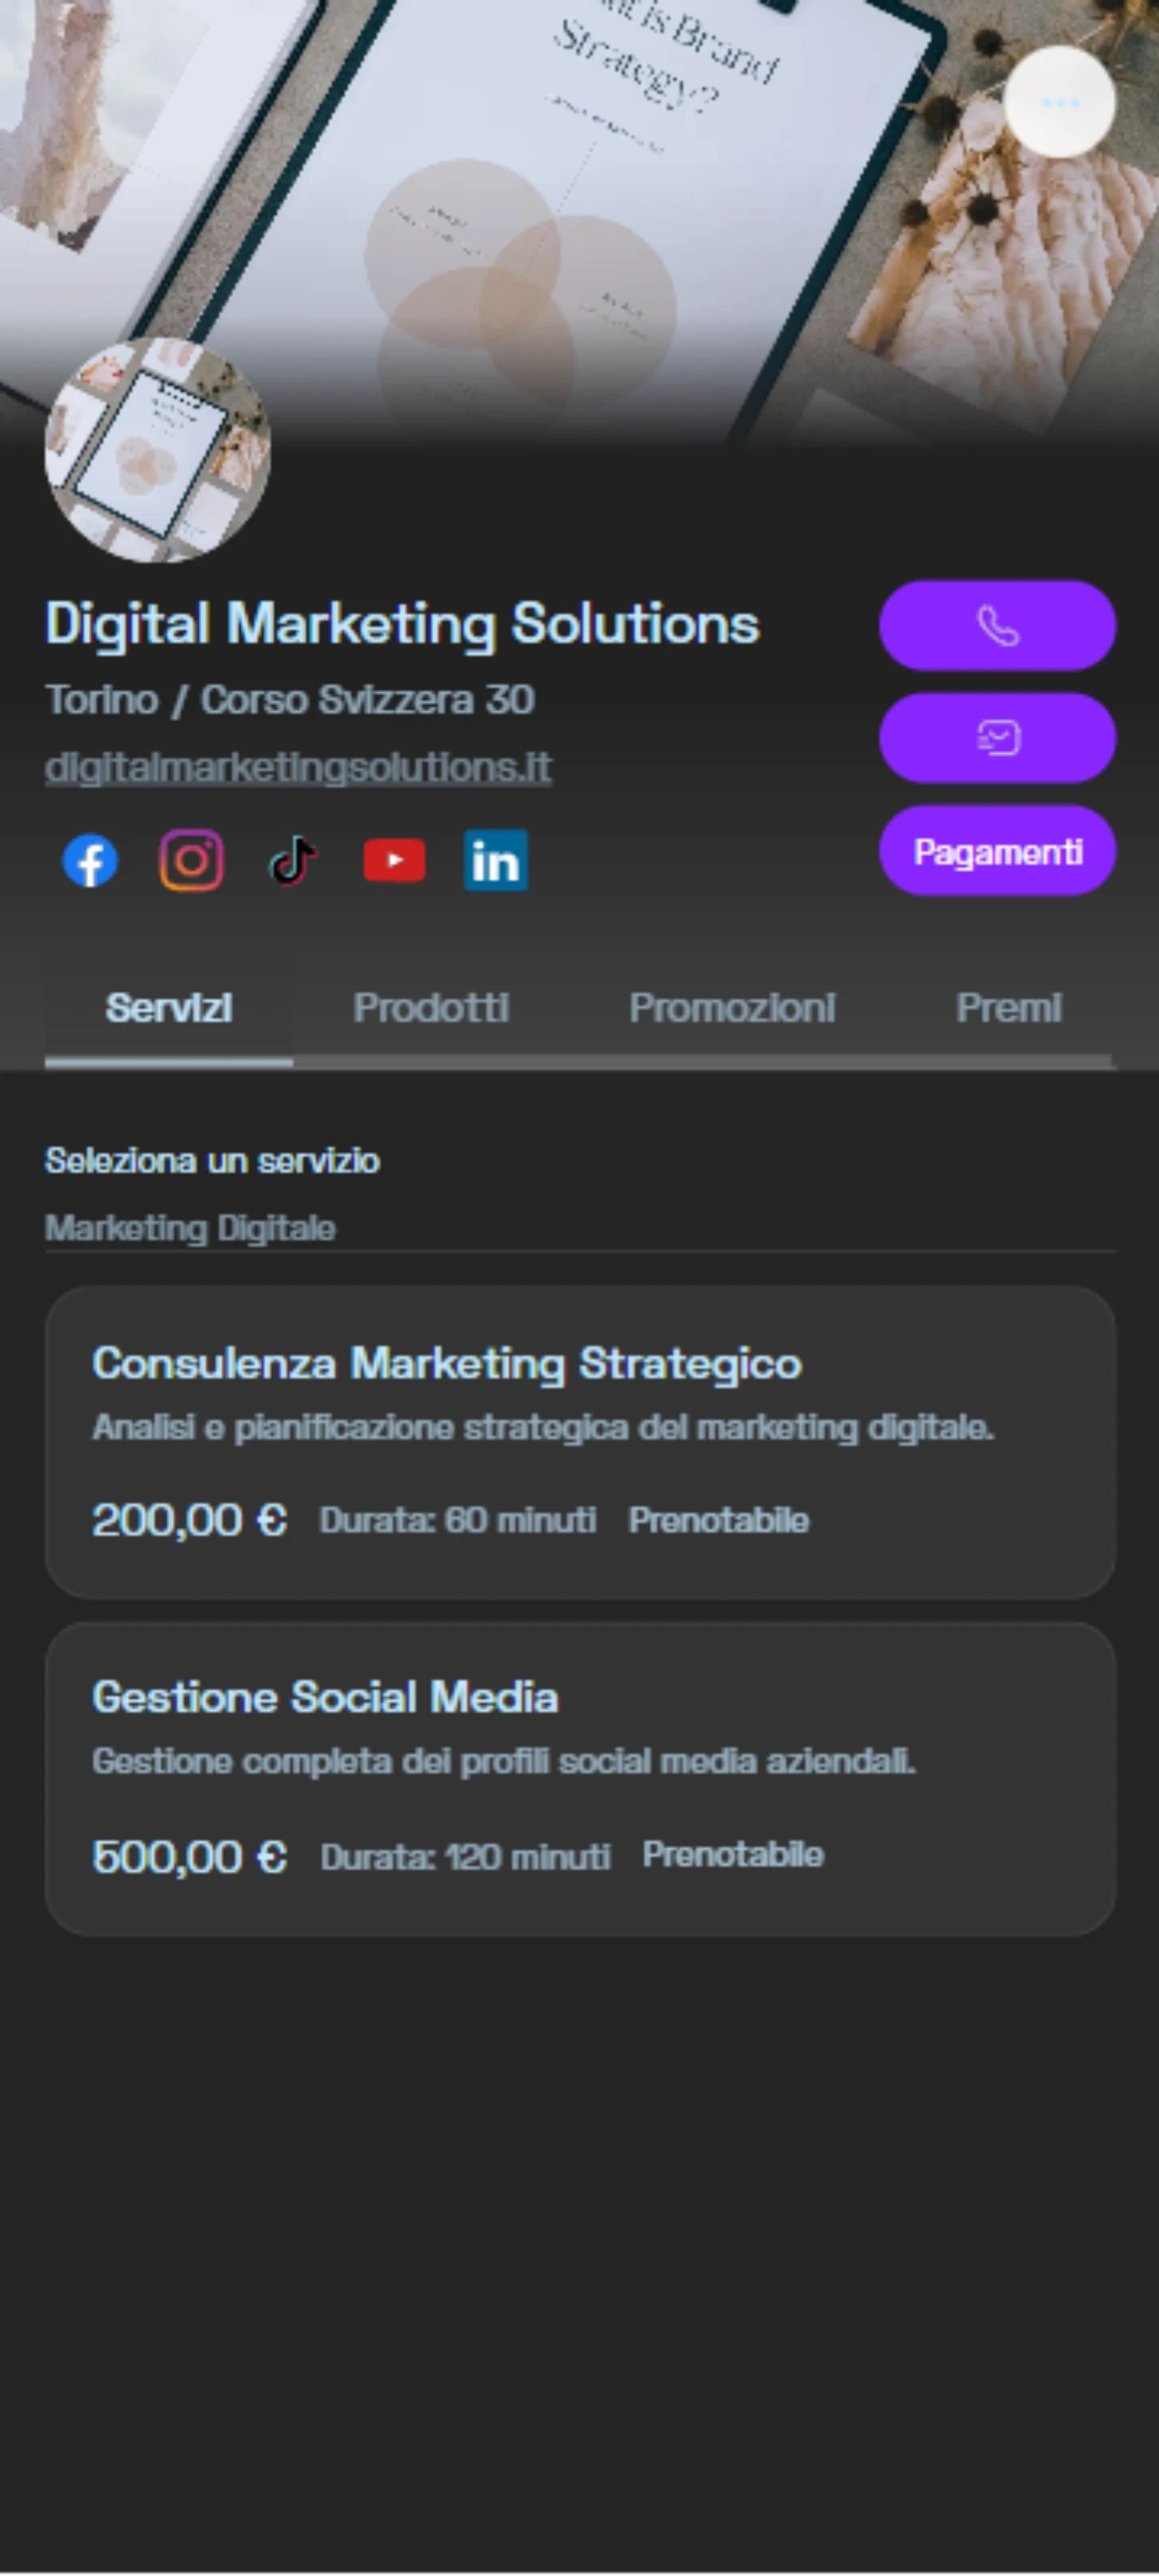 is Brand
Strategy?
Digital Marketing Solutions
Torino / Corso Svizzera 30
digitalmarketingsolutions.it
Pagamenti
Servizi Prodotti Promozioni Premi
Seleziona un servizio
Marketing Digitale
Consulenza Marketing Strategico
Analisi e pianificazione strategica del marketing digitale.
200,00 € Durata: 60 minuti Prenotabile
Gestione Social Media
Gestione completa dei profili social media aziendali.
500,00 € Durata: 120 minuti Prenotabile